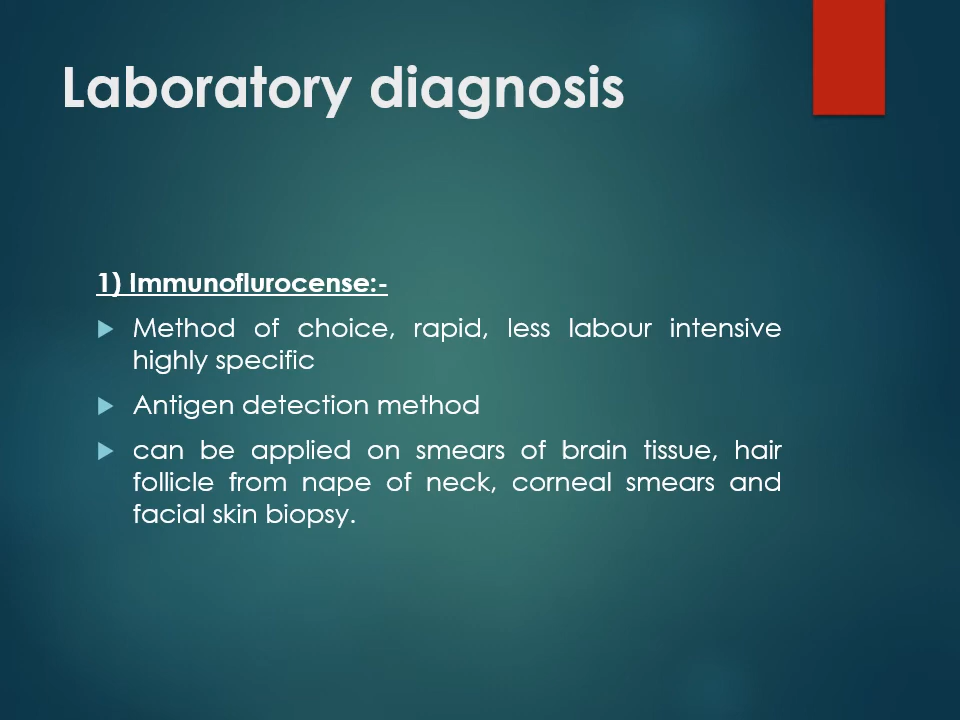 Laboratory diagnosis
1) Immunoflurocense:-
Method of choice, rapid, less labour intensive
highly specific
Antigen detection method
can be applied on smears of brain tissue, hair
follicle from nape of neck, corneal smears and
facial skin biopsy.